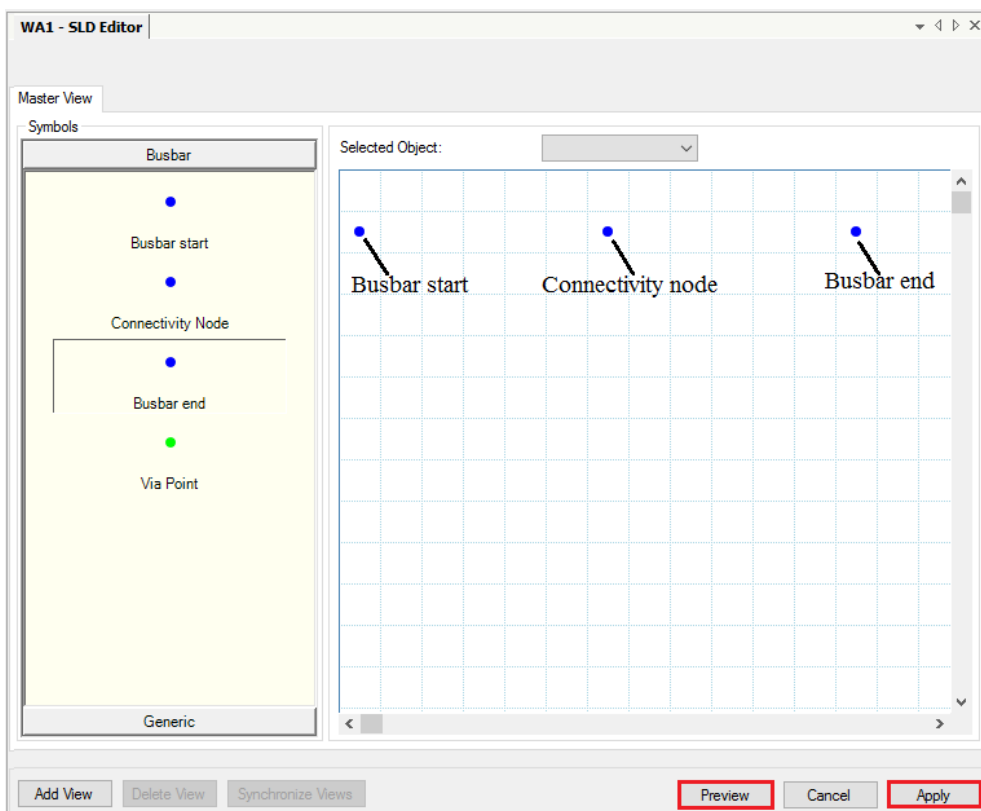 WA1 - SLD Editor
Master View
Symbols
Busbar
Busbar start
Connectivity Node
Busbar end
Via Point
Generic
Selected Object:
Busbar start
Connectivity node
Busbar end
Add View
Delete View
Synchronize Views
Preview
Cancel
Apply